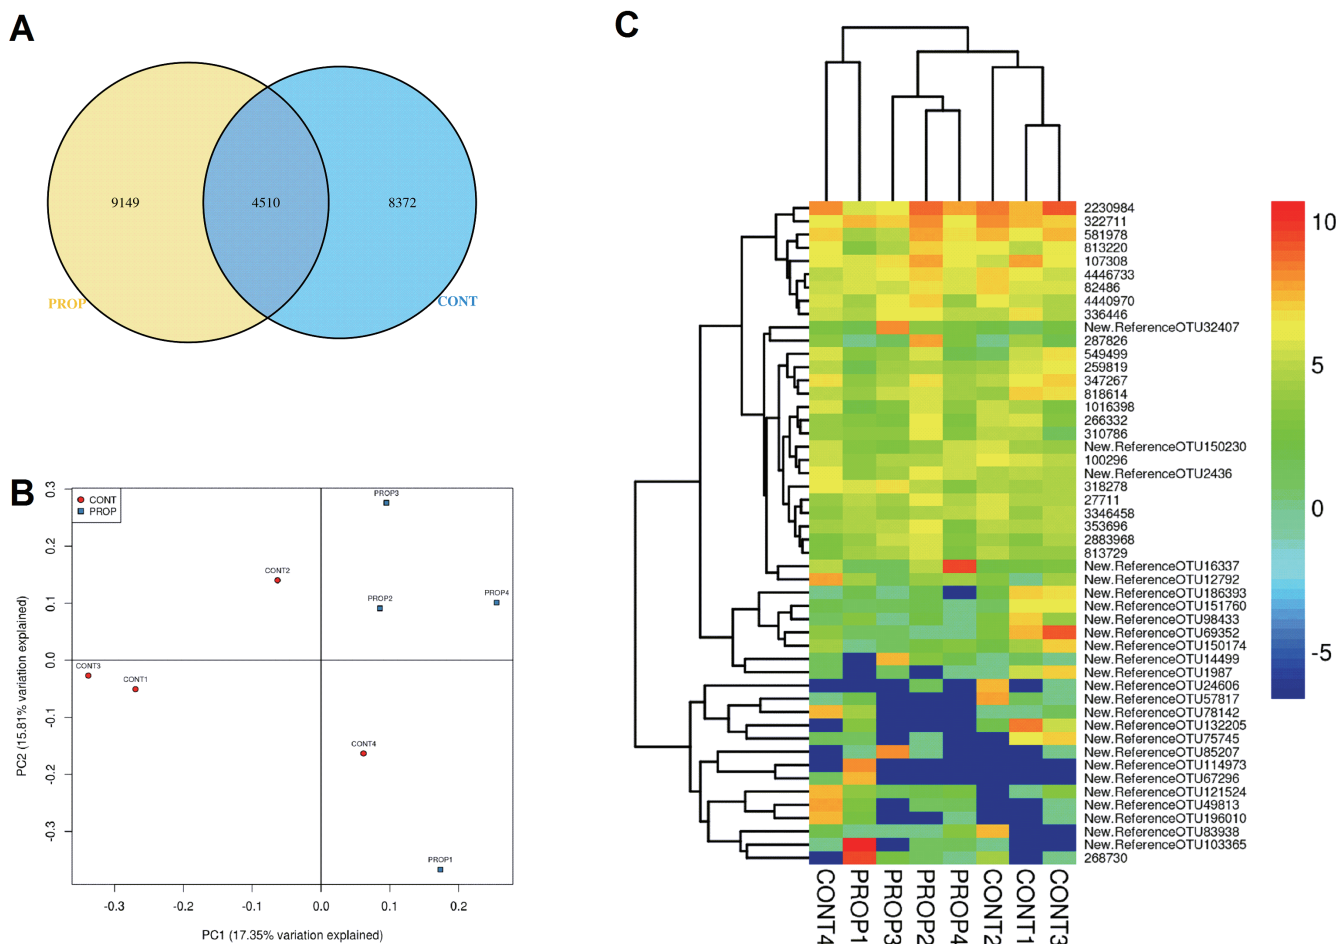 A
9149
4510
8372
PROP
CONT
B
CONT
PROP
PROP3
CONT2
PROP2
PROP4
CONT3
CONT1
CONT4
PROP1
0.3
0.2
0.1
0.0
-0.1
-0.2
-0.3
PC2 (15.81% variation explained)
-0.3
-0.2
-0.1
0.0
0.1
0.2
PC1 (17.35% variation explained)
C
2230984
322711
581978
813220
107308
4446733
82486
4440970
336446
New.ReferenceOTU32407
287826
549499
259819
347267
818614
1016398
266332
310786
New.ReferenceOTU150230
100296
New.ReferenceOTU2436
318278
27711
3346458
353696
2883968
813729
New.ReferenceOTU16337
New.ReferenceOTU12792
New.ReferenceOTU186393
New.ReferenceOTU151760
New.ReferenceOTU98433
New.ReferenceOTU69352
New.ReferenceOTU150174
New.ReferenceOTU14499
New.ReferenceOTU1987
New.ReferenceOTU24606
New.ReferenceOTU57817
New.ReferenceOTU78142
New.ReferenceOTU132205
New.ReferenceOTU75745
New.ReferenceOTU85207
New.ReferenceOTU114973
New.ReferenceOTU67296
New.ReferenceOTU121524
New.ReferenceOTU49813
New.ReferenceOTU196010
New.ReferenceOTU83938
New.ReferenceOTU103365
268730
CONT4
PROP1
PROP3
PROP2
PROP4
CONT2
CONT1
CONT3
10
5
0
-5